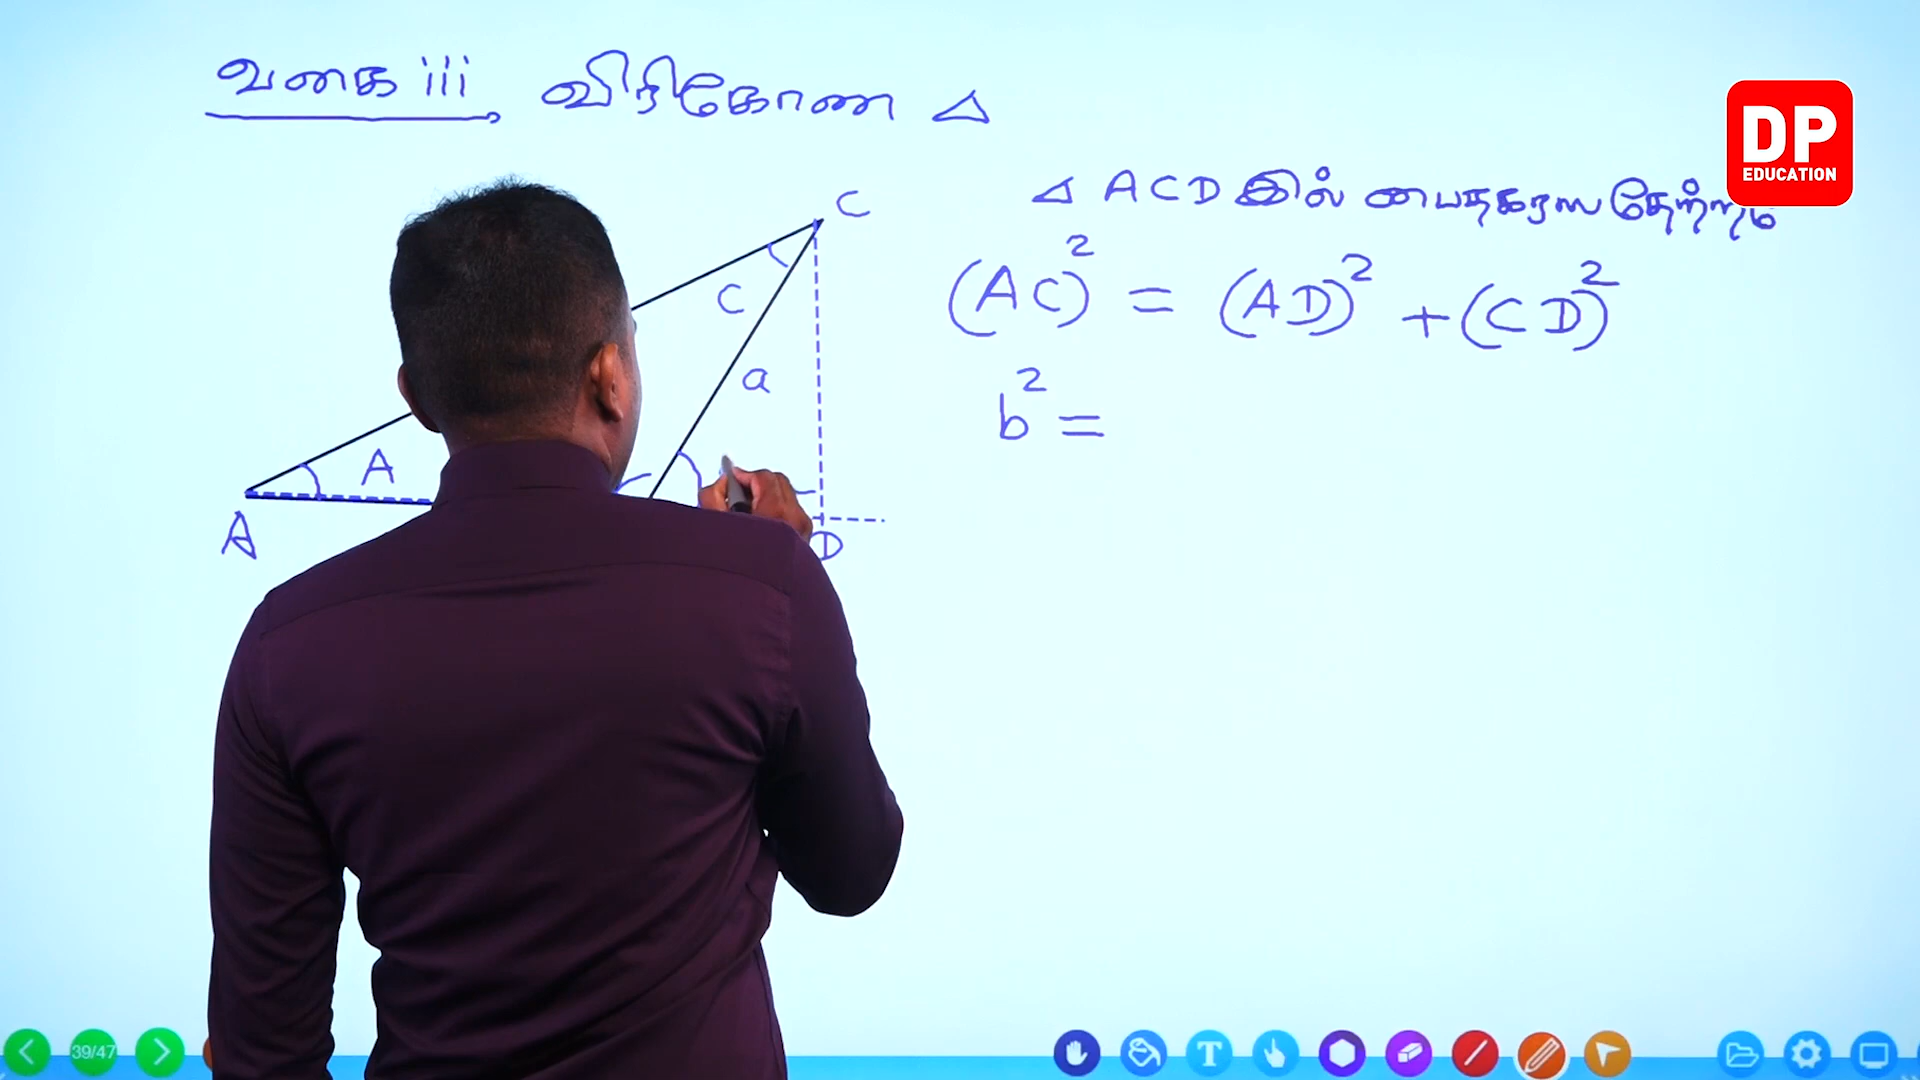 வகை iii விரிகோண △
C
△ ACD இல் பைதகரஸ தேற்றம்
(AC)² = (AD)² + (CD)²
C
a
b² =
A
A
D
DP
EDUCATION
39/47
T